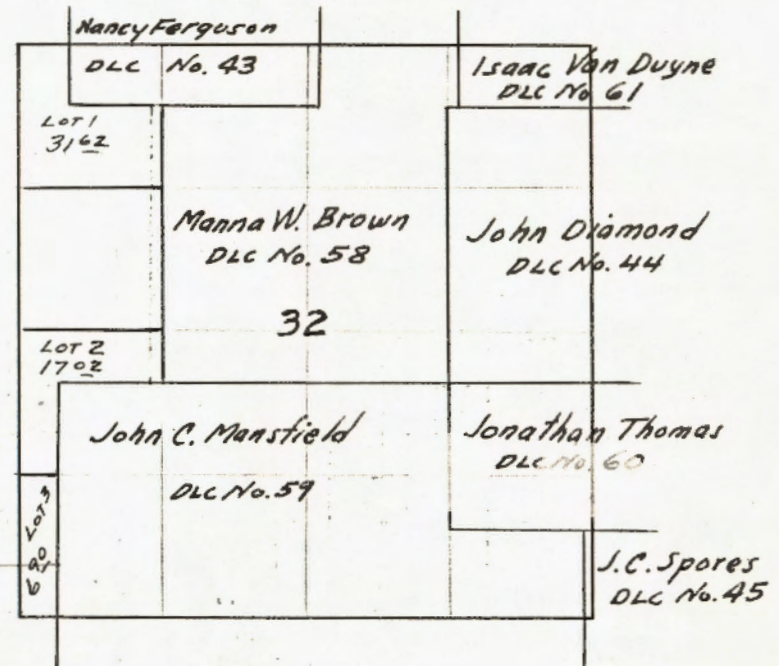 Nancy Ferguson
DLC No. 43
Isaac Van Duyne
DLC No 61
LOT 1
31 62
Manna W. Brown
DLC No. 58
John Diamond
DLC No. 44
32
LOT 2
17 02
John C. Mansfield
DLC No. 59
Jonathan Thomas
DLC No. 60
LOT 3
6 90
J.C. Spores
DLC No. 45